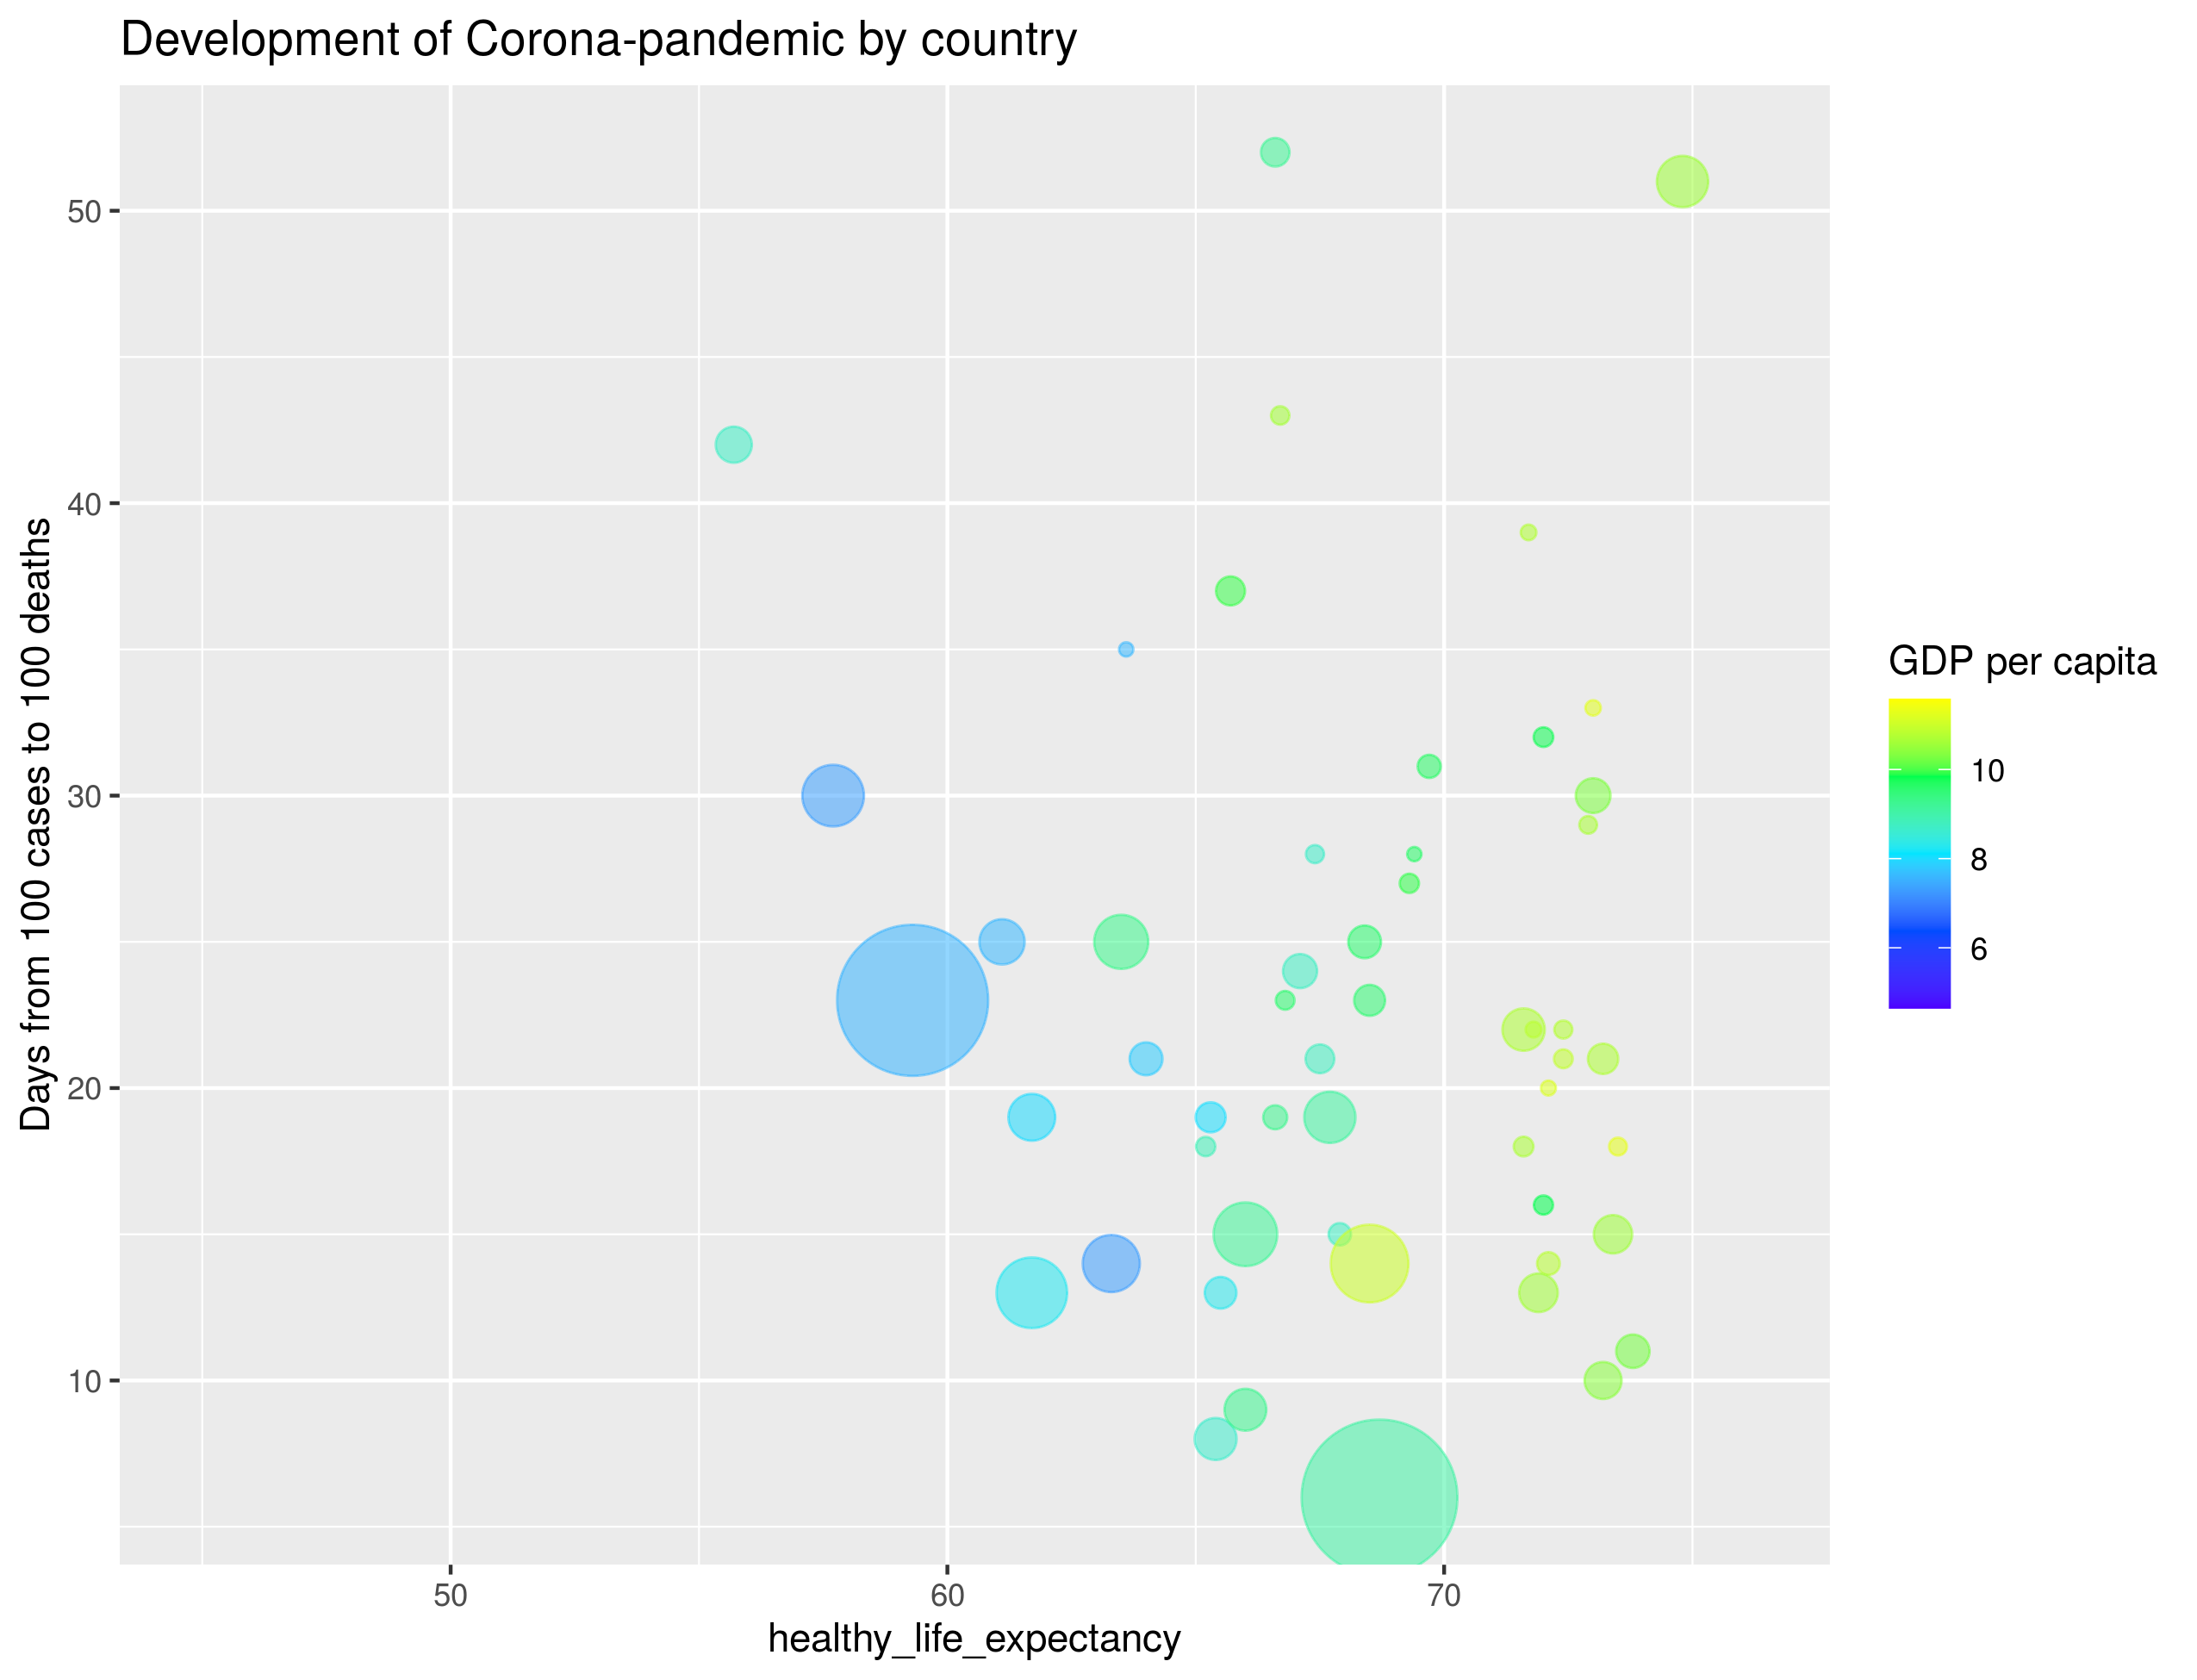 Development of Corona-pandemic by country
Days from 100 cases to 100 deaths
50
40
30
20
10
50
60
70
healthy_life_expectancy
GDP per capita
10
8
6